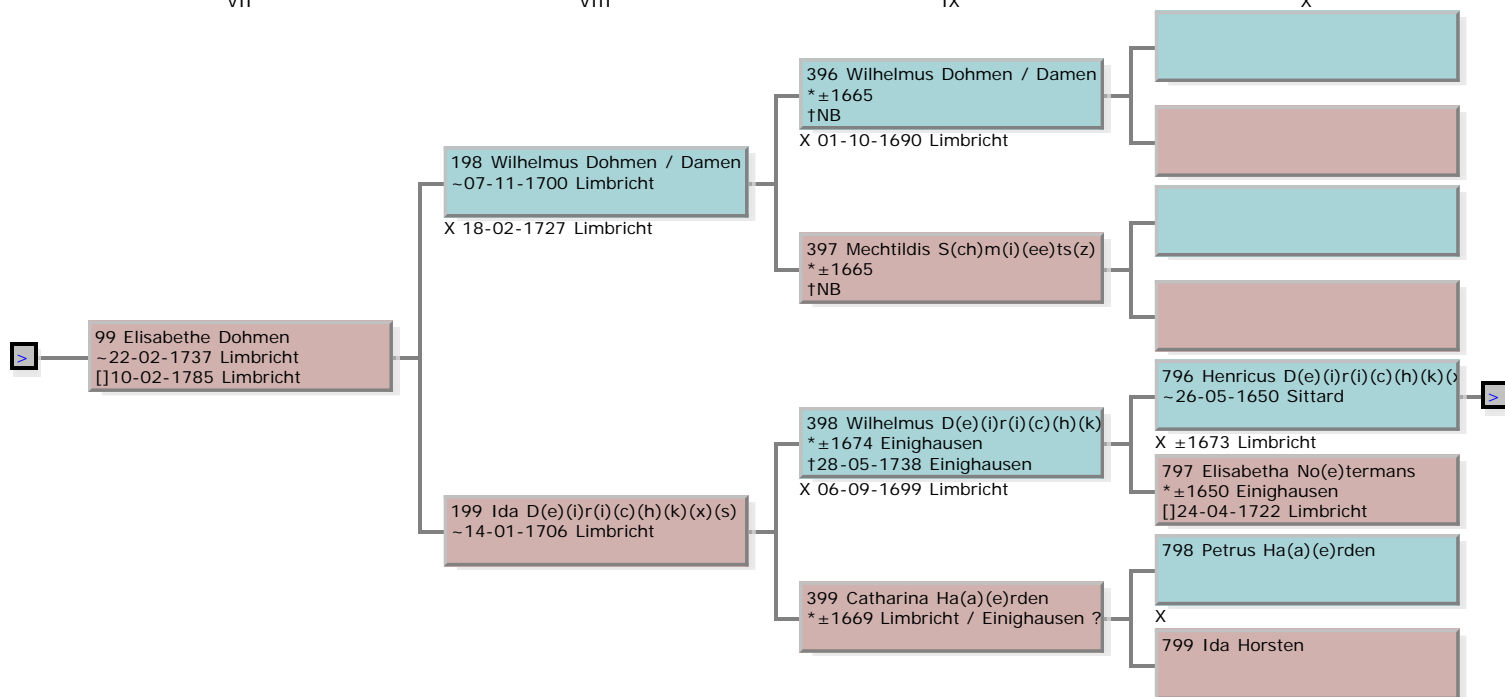 VII
VIII
IX
X
>
99 Elisabethe Dohmen
~22-02-1737 Limbricht
[]10-02-1785 Limbricht
198 Wilhelmus Dohmen / Damen
~07-11-1700 Limbricht
X 18-02-1727 Limbricht
199 Ida D(e)(i)r(i)(c)(h)(k)(x)(s)
~14-01-1706 Limbricht
396 Wilhelmus Dohmen / Damen
*±1665
†NB
X 01-10-1690 Limbricht
397 Mechtildis S(ch)m(i)(ee)ts(z)
*±1665
†NB
398 Wilhelmus D(e)(i)r(i)(c)(h)(k)
*±1674 Einighausen
†28-05-1738 Einighausen
X 06-09-1699 Limbricht
399 Catharina Ha(a)(e)rden
*±1669 Limbricht / Einighausen ?
796 Henricus D(e)(i)r(i)(c)(h)(k)(x
~26-05-1650 Sittard
X ±1673 Limbricht
797 Elisabetha No(e)termans
*±1650 Einighausen
[]24-04-1722 Limbricht
798 Petrus Ha(a)(e)rden
X
799 Ida Horsten
>